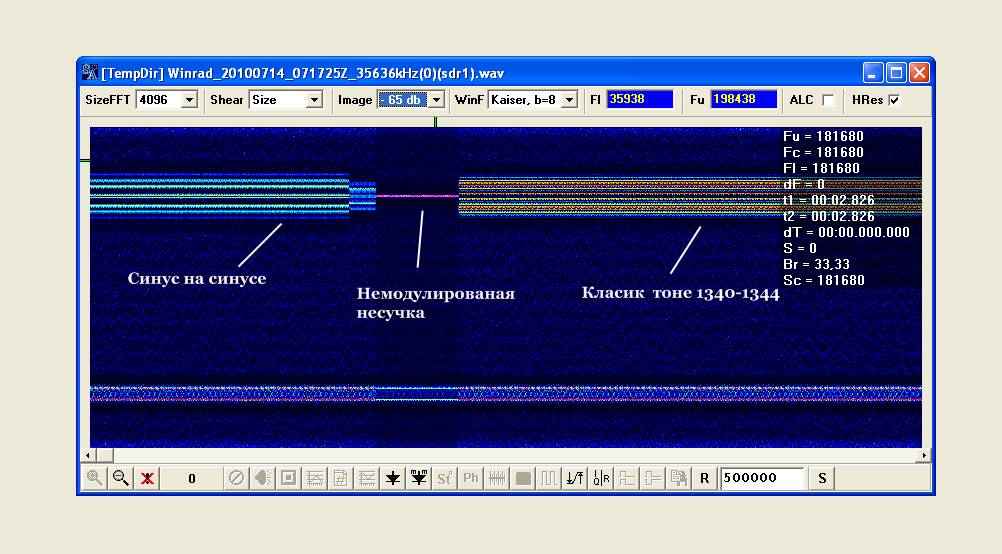 [TempDir] Winrad_20100714_071725Z_35636kHz(0)(sdr1).wav
SizeFFT 4096 Shear Size Image - 65 db WinF Kaiser, b=8 Fl 35938 Fu 198438 ALC HRes
Fu = 181680
Fc = 181680
Fl = 181680
dF = 0
t1 = 00:02.826
t2 = 00:02.826
dT = 00:00.000.000
S = 0
Br = 33,33
Sc = 181680
Синус на синусе
Немодулированая
несучка
Класик тоне 1340-1344
0 Sf Ph R 500000 S